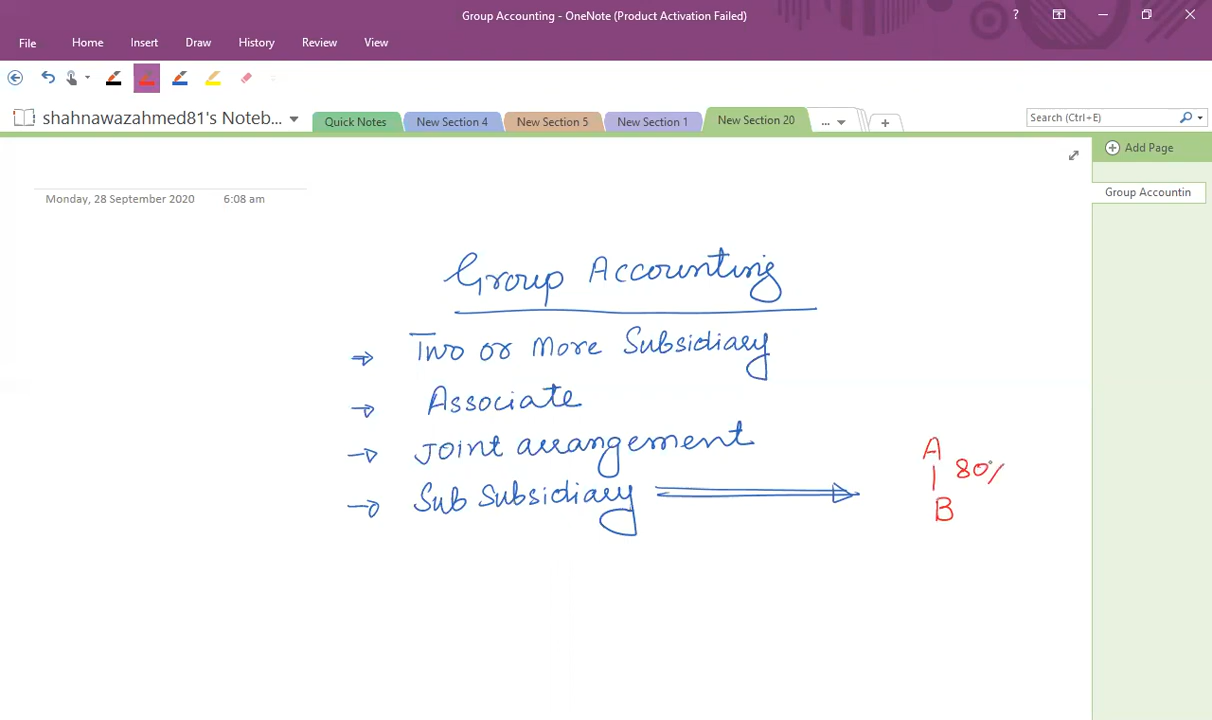 Group Accounting - OneNote (Product Activation Failed)
?
File Home Insert Draw History Review View
shahnawazahmed81's Noteb...
Quick Notes New Section 4 New Section 5 New Section 1 New Section 20 ... +
Search (Ctrl+E)
Add Page
Group Accountin
Monday, 28 September 2020 6:08 am
Group Accounting
→ Two or More Subsidiary
→ Associate
→ Joint arrangement
→ Sub Subsidiary
A
80%
B